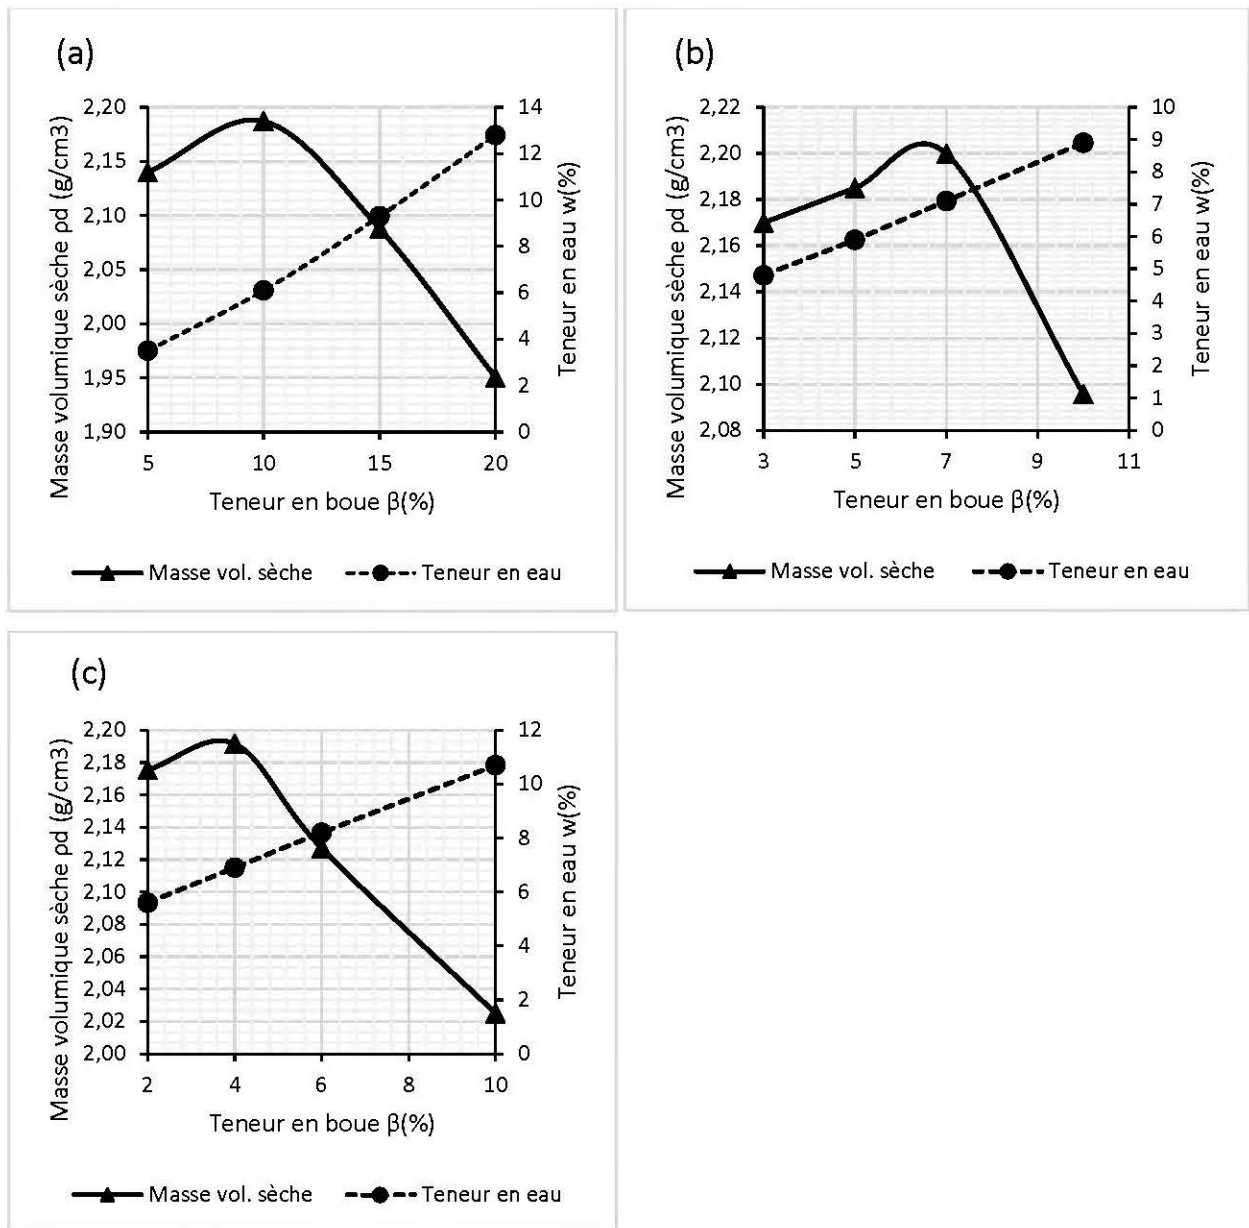 (a)
Masse volumique sèche ρd (g/cm3)
2,20
2,15
2,10
2,05
2,00
1,95
1,90
14
12
10
8
6
4
2
0
Teneur en eau w(%)
5 10 15 20
Teneur en boue β(%)
Masse vol. sèche Teneur en eau
(b)
Masse volumique sèche ρd (g/cm3)
2,22
2,20
2,18
2,16
2,14
2,12
2,10
2,08
10
9
8
7
6
5
4
3
2
1
0
Teneur en eau w(%)
3 5 7 9 11
Teneur en boue β(%)
Masse vol. sèche Teneur en eau
(c)
Masse volumique sèche ρd (g/cm3)
2,20
2,18
2,16
2,14
2,12
2,10
2,08
2,06
2,04
2,02
2,00
12
10
8
6
4
2
0
Teneur en eau w(%)
2 4 6 8 10
Teneur en boue β(%)
Masse vol. sèche Teneur en eau